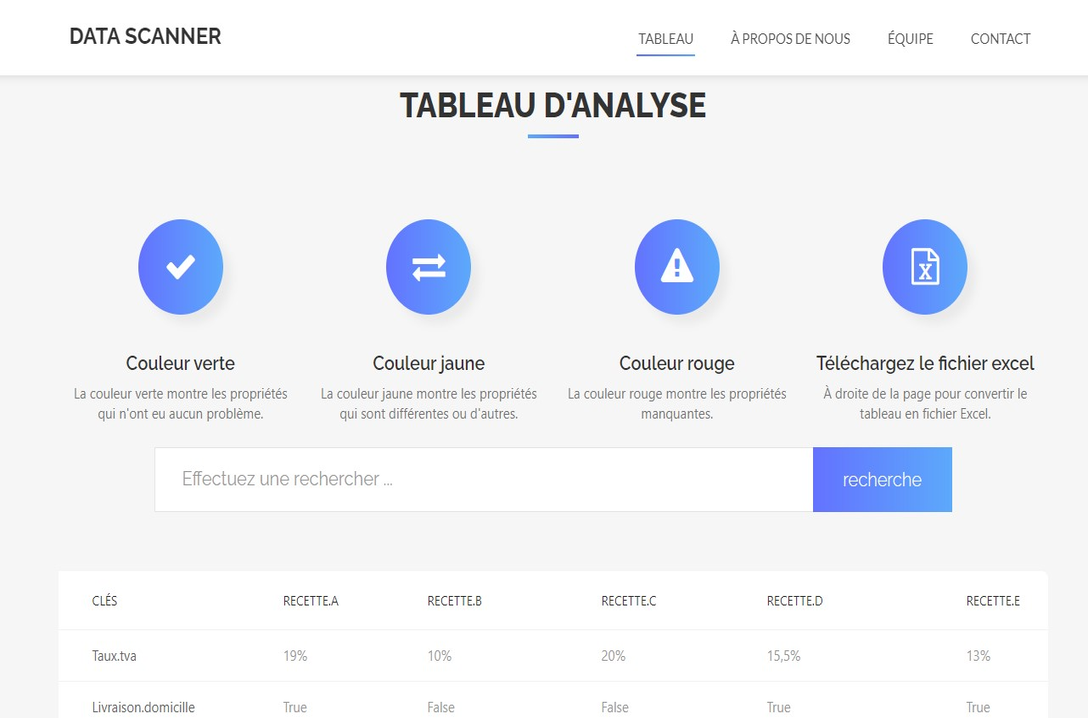 DATA SCANNER
TABLEAU
À PROPOS DE NOUS
ÉQUIPE
CONTACT
TABLEAU D'ANALYSE
Couleur verte
La couleur verte montre les propriétés
qui n'ont eu aucun problème.
Couleur jaune
La couleur jaune montre les propriétés
qui sont différentes ou d'autres.
Couleur rouge
La couleur rouge montre les propriétés
manquantes.
Téléchargez le fichier excel
À droite de la page pour convertir le
tableau en fichier Excel.
Effectuez une rechercher ...
recherche
CLÉS RECETTE.A RECETTE.B RECETTE.C RECETTE.D RECETTE.E
Taux.tva 19% 10% 20% 15,5% 13%
Livraison.domicille True False False True True